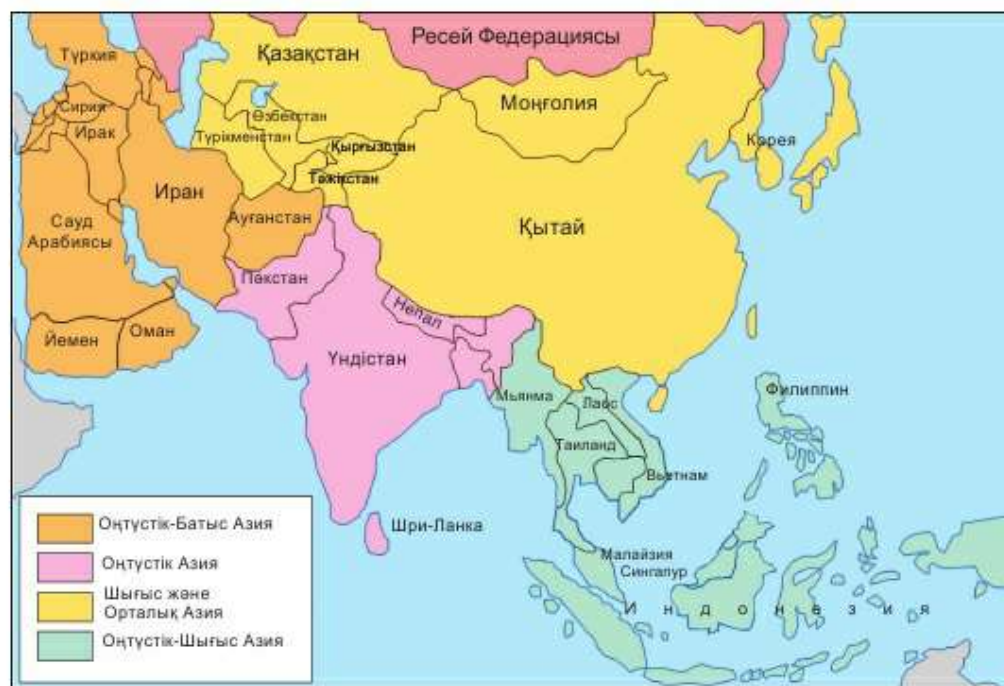 Ресей Федерациясы
Қазақстан
Түркия
Моңғолия
Сирия
Өзбекстан
Ирак
Түрікменстан
Қырғызстан
Корея
Тәжікстан
Иран
Ауғанстан
Қытай
Сауд
Арабиясы
Пәкстан
Непал
Йемен
Оман
Үндістан
Мьянма
Лаос
Филиппин
Таиланд
Вьетнам
Шри-Ланка
Малайзия
Сингапур
Индонезия
Оңтүстік-Батыс Азия
Оңтүстік Азия
Шығыс және
Орталық Азия
Оңтүстік-Шығыс Азия